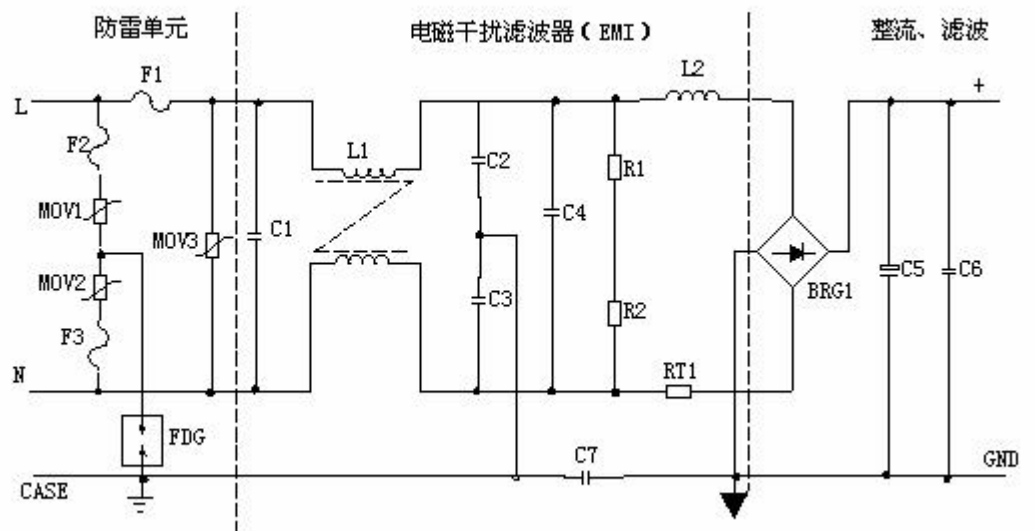 防雷单元
电磁干扰滤波器（EMI）
整流、滤波
F1
L2
+
L
F2
L1
C2
R1
MOV1
C1
C4
MOV3
MOV2
C3
R2
BRG1
C5
C6
F3
N
RT1
FDG
C7
GND
CASE